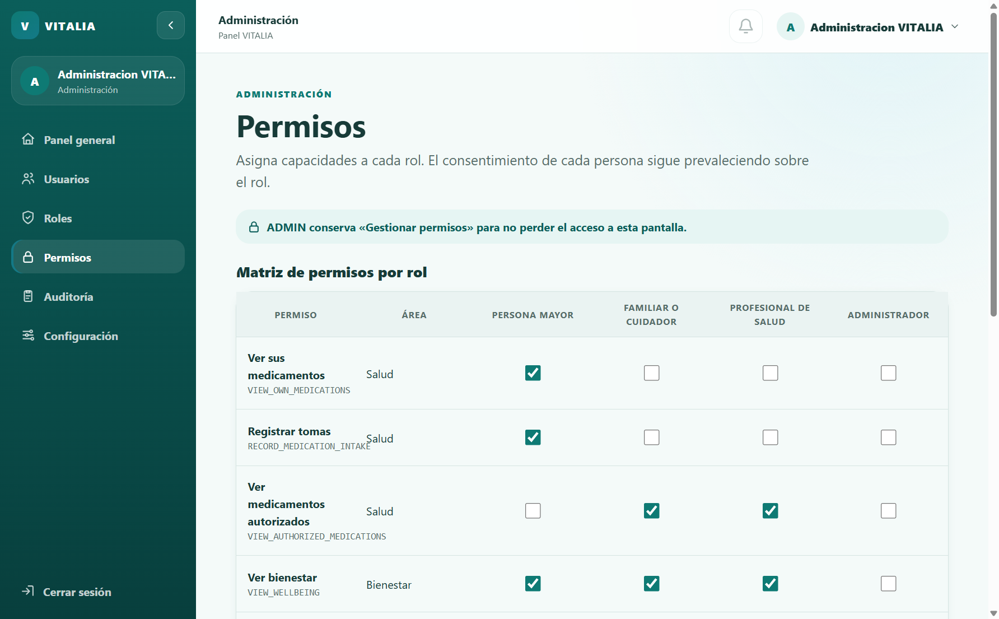 V VITALIA
A
Administracion VITA...
Administración
Panel general
Usuarios
Roles
Permisos
Auditoría
Configuración
Cerrar sesión
Administración
Panel VITALIA
A Administracion VITALIA
ADMINISTRACIÓN
Permisos
Asigna capacidades a cada rol. El consentimiento de cada persona sigue prevaleciendo sobre
el rol.
ADMIN conserva «Gestionar permisos» para no perder el acceso a esta pantalla.
Matriz de permisos por rol
PERMISO ÁREA PERSONA MAYOR FAMILIAR O CUIDADOR PROFESIONAL DE SALUD ADMINISTRADOR
Ver sus
medicamentos
VIEW_OWN_MEDICATIONS
Salud
Registrar tomas
RECORD_MEDICATION_INTAKE
Salud
Ver
medicamentos
autorizados
VIEW_AUTHORIZED_MEDICATIONS
Salud
Ver bienestar
VIEW_WELLBEING
Bienestar